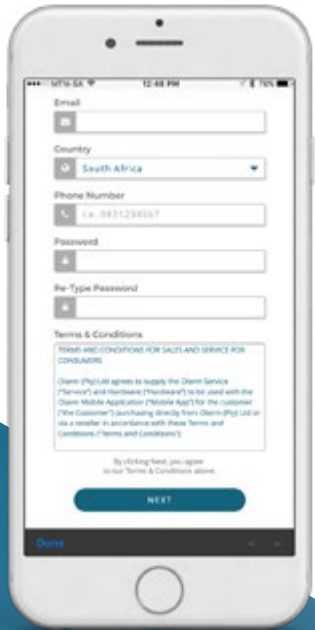 MTN-SA 12:48 PM 70%
Email
Country
South Africa
Phone Number
i.e. 0831234567
Password
Re-Type Password
Terms & Conditions
TERMS AND CONDITIONS FOR SALES AND SERVICE FOR
CONSUMERS
Olarm (Pty) Ltd agrees to supply the Olarm Service
("Service") and Hardware ("Hardware") to be used with the
Olarm Mobile Application ("Mobile App") for the customer
("the Customer") purchasing directly from Olarm (Pty) Ltd or
via a reseller in accordance with these Terms and
Conditions ("Terms and Conditions"):
By clicking Next, you agree
to our Terms & Conditions above.
NEXT
Done